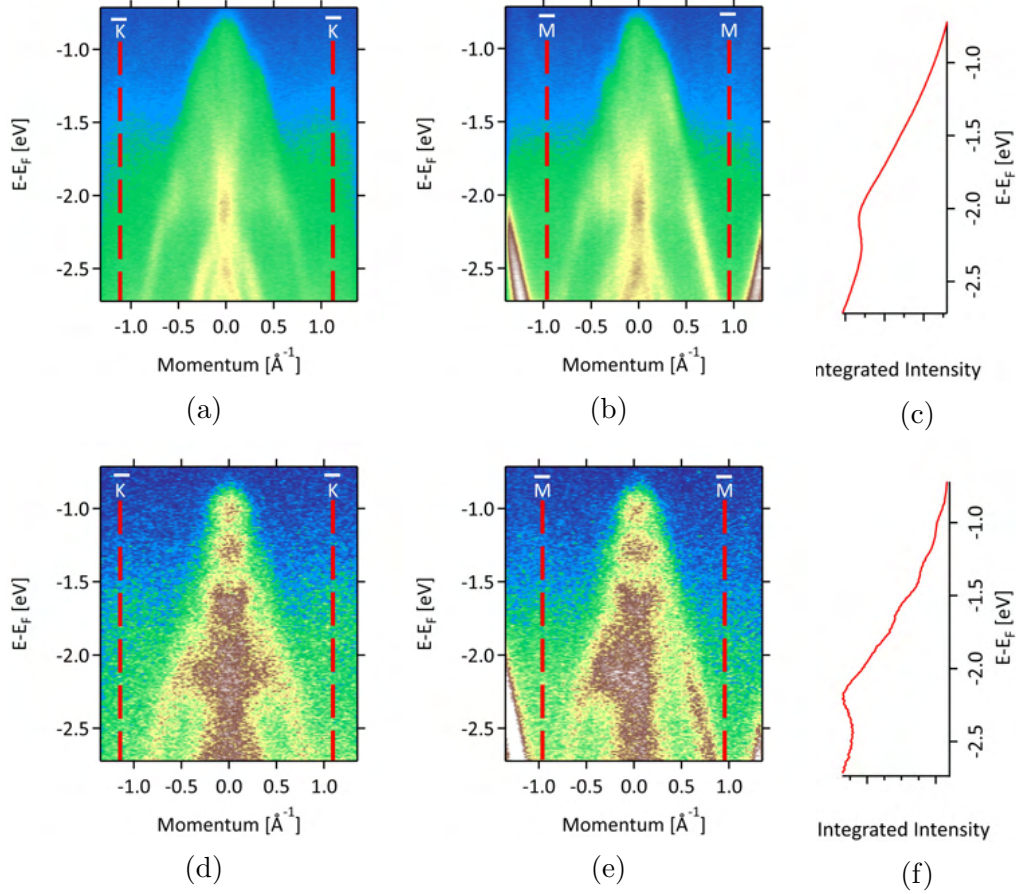 K̅ K̅
-1.0
-1.5
-2.0
-2.5
E-E_F [eV]
-1.0 -0.5 0.0 0.5 1.0
Momentum [Å⁻¹]
(a)
M̅ M̅
-1.0
-1.5
-2.0
-2.5
E-E_F [eV]
-1.0 -0.5 0.0 0.5 1.0
Momentum [Å⁻¹]
(b)
-1.0
-1.5
-2.0
-2.5
E-E_F [eV]
ntegrated Intensity
(c)
K̅ K̅
-1.0
-1.5
-2.0
-2.5
E-E_F [eV]
-1.0 -0.5 0.0 0.5 1.0
Momentum [Å⁻¹]
(d)
M̅ M̅
-1.0
-1.5
-2.0
-2.5
E-E_F [eV]
-1.0 -0.5 0.0 0.5 1.0
Momentum [Å⁻¹]
(e)
-1.0
-1.5
-2.0
-2.5
E-E_F [eV]
Integrated Intensity
(f)